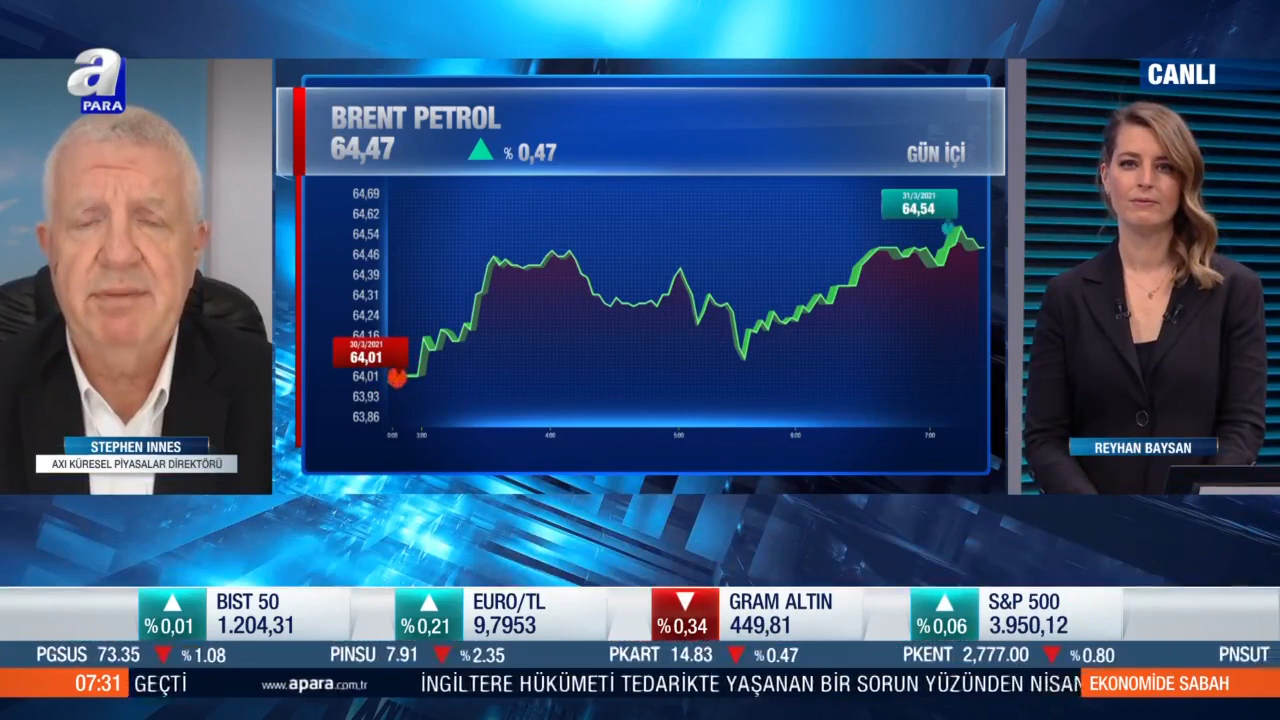 a
PARA
CANLI
BRENT PETROL
64,47
% 0,47
GÜN İÇİ
64,69
64,62
64,54
64,46
64,39
64,31
64,24
64,16
64,01
63,93
63,86
30/3/2021
64,01
31/3/2021
64,54
0:00 3:00 4:00 5:00 6:00 7:00
STEPHEN INNES
AXI KÜRESEL PİYASALAR DİREKTÖRÜ
REYHAN BAYSAN
% 0,01 BIST 50 1.204,31
% 0,21 EURO/TL 9,7953
% 0,34 GRAM ALTIN 449,81
% 0,06 S&P 500 3.950,12
PGSUS 73.35 % 1.08 PINSU 7.91 % 2.35 PKART 14.83 % 0.47 PKENT 2,777.00 % 0.80 PNSUT
07:31 GEÇTİ www.apara.com.tr İNGİLTERE HÜKÜMETİ TEDARİKTE YAŞANAN BİR SORUN YÜZÜNDEN NİSAN EKONOMİDE SABAH